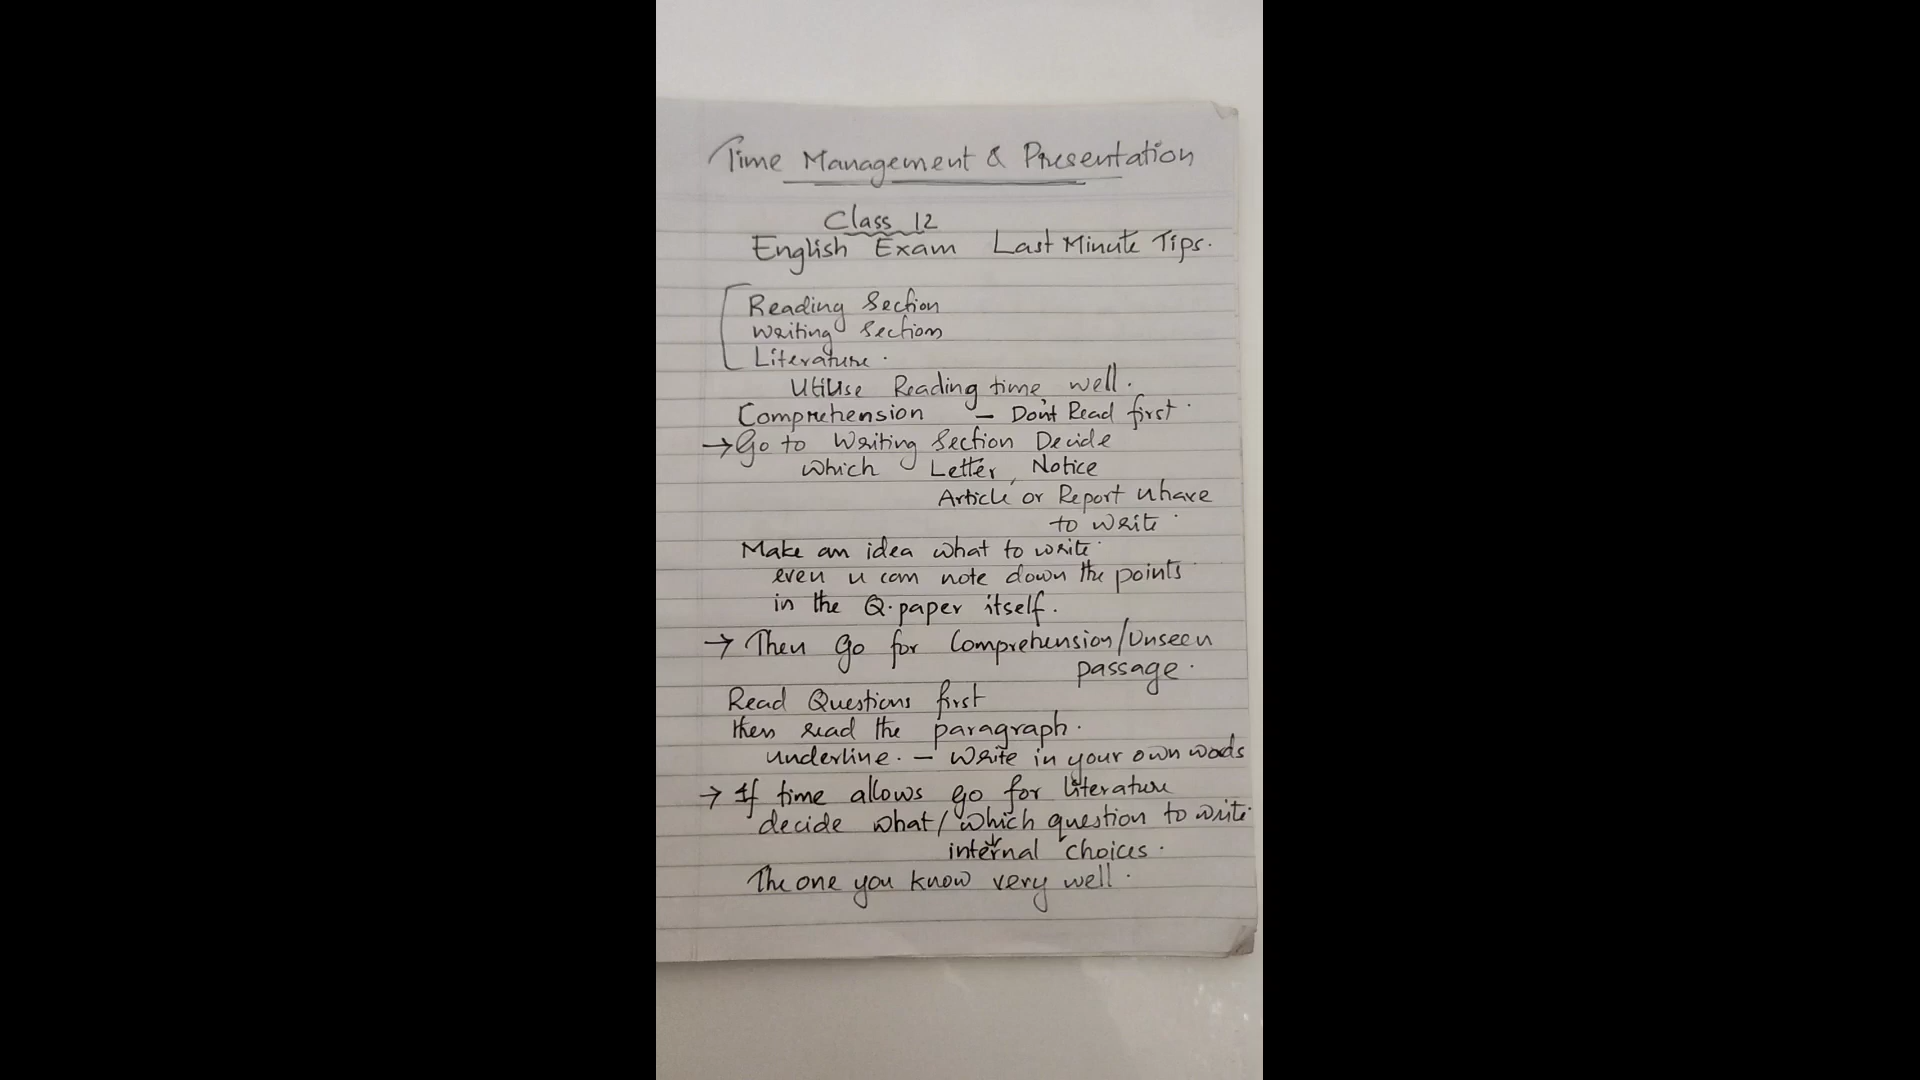 Time Management & Presentation
Class 12
English Exam Last Minute Tips.
Reading Section
Writing Section
Literature.
Utilise Reading time well.
Comprehension - Don't Read first.
→ Go to Writing Section Decide
which Letter, Notice
Article or Report u have
to write.
Make an idea what to write.
even u can note down the points
in the Q.paper itself.
→ Then Go for Comprehension/Unseen
passage.
Read Questions first
then read the paragraph.
underline. - Write in your own words
→ If time allows go for literature
decide what/which question to write.
internal choices.
The one you know very well.